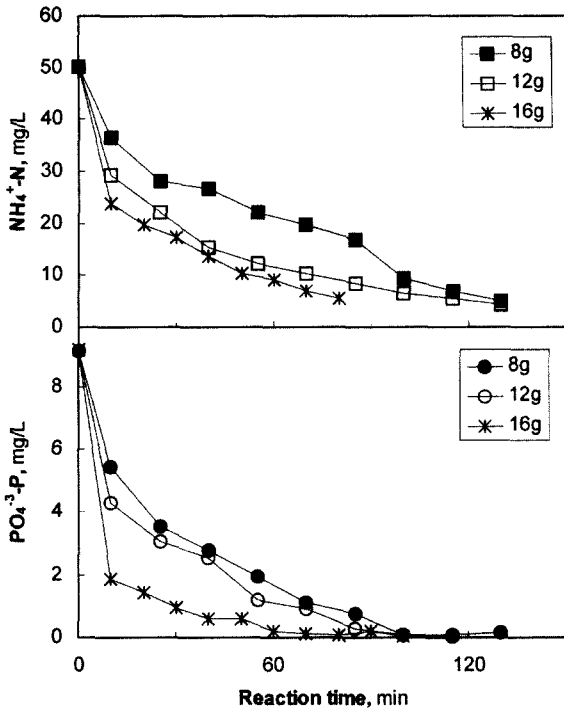 60
50
40
30
20
10
0
NH₄⁺-N, mg/L
8g
12g
16g
8
6
4
2
0
PO₄⁻³-P, mg/L
8g
12g
16g
0
60
120
Reaction time, min